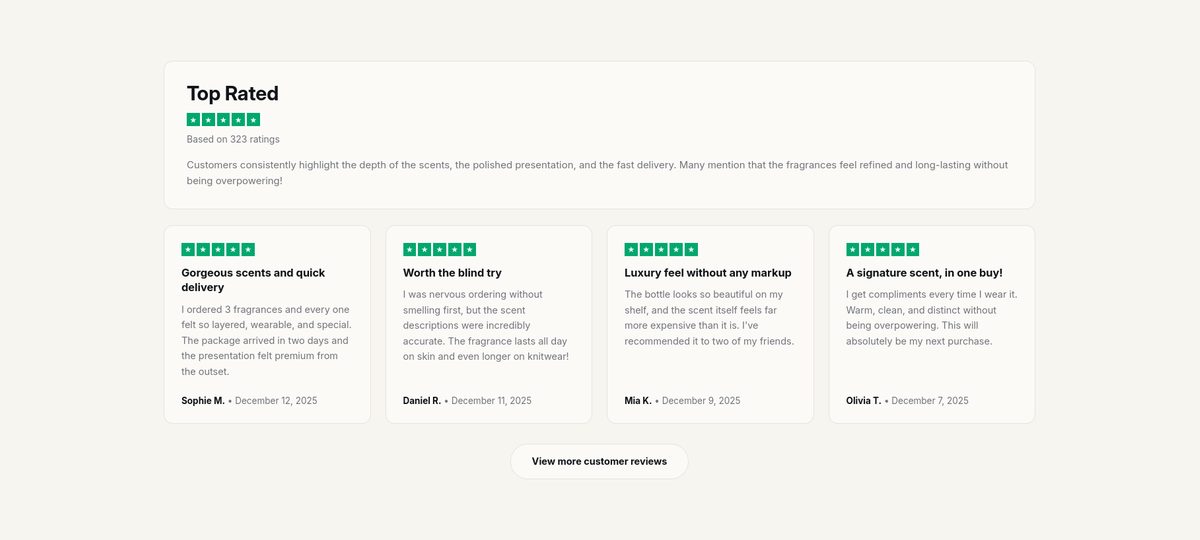 Top Rated
Based on 323 ratings
Customers consistently highlight the depth of the scents, the polished presentation, and the fast delivery. Many mention that the fragrances feel refined and long-lasting without
being overpowering!
Gorgeous scents and quick
delivery
I ordered 3 fragrances and every one
felt so layered, wearable, and special.
The package arrived in two days and
the presentation felt premium from
the outset.
Sophie M. • December 12, 2025
Worth the blind try
I was nervous ordering without
smelling first, but the scent
descriptions were incredibly
accurate. The fragrance lasts all day
on skin and even longer on knitwear!
Daniel R. • December 11, 2025
Luxury feel without any markup
The bottle looks so beautiful on my
shelf, and the scent itself feels far
more expensive than it is. I've
recommended it to two of my friends.
Mia K. • December 9, 2025
A signature scent, in one buy!
I get compliments every time I wear it.
Warm, clean, and distinct without
being overpowering. This will
absolutely be my next purchase.
Olivia T. • December 7, 2025
View more customer reviews